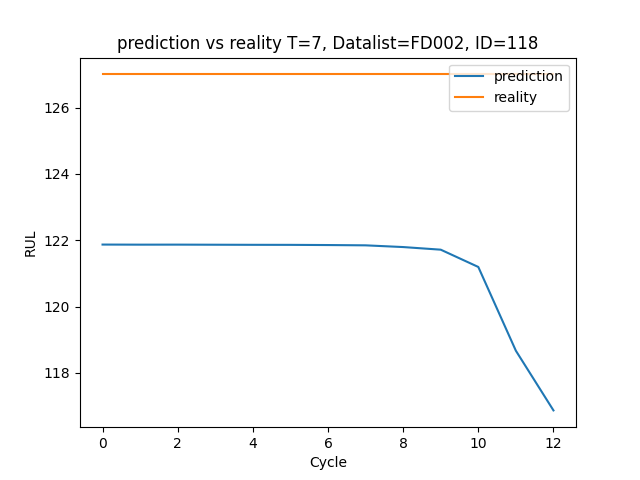 prediction vs reality T=7, Datalist=FD002, ID=118
prediction
reality
126
124
122
120
118
RUL
0 2 4 6 8 10 12
Cycle